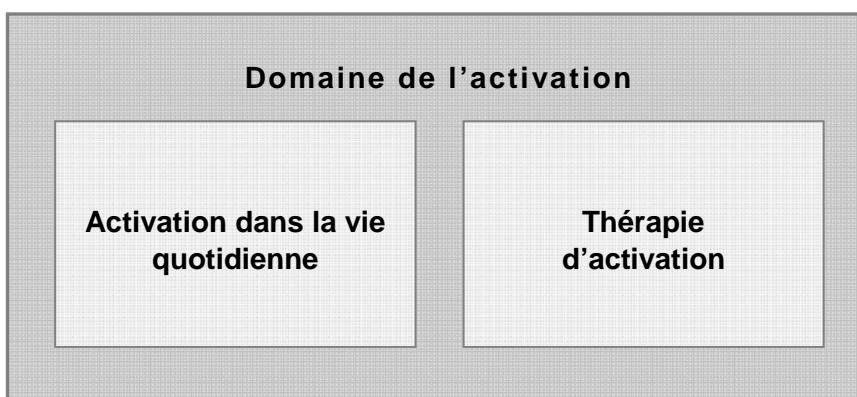 Domaine de l’activation
Activation dans la vie
quotidienne
Thérapie
d’activation